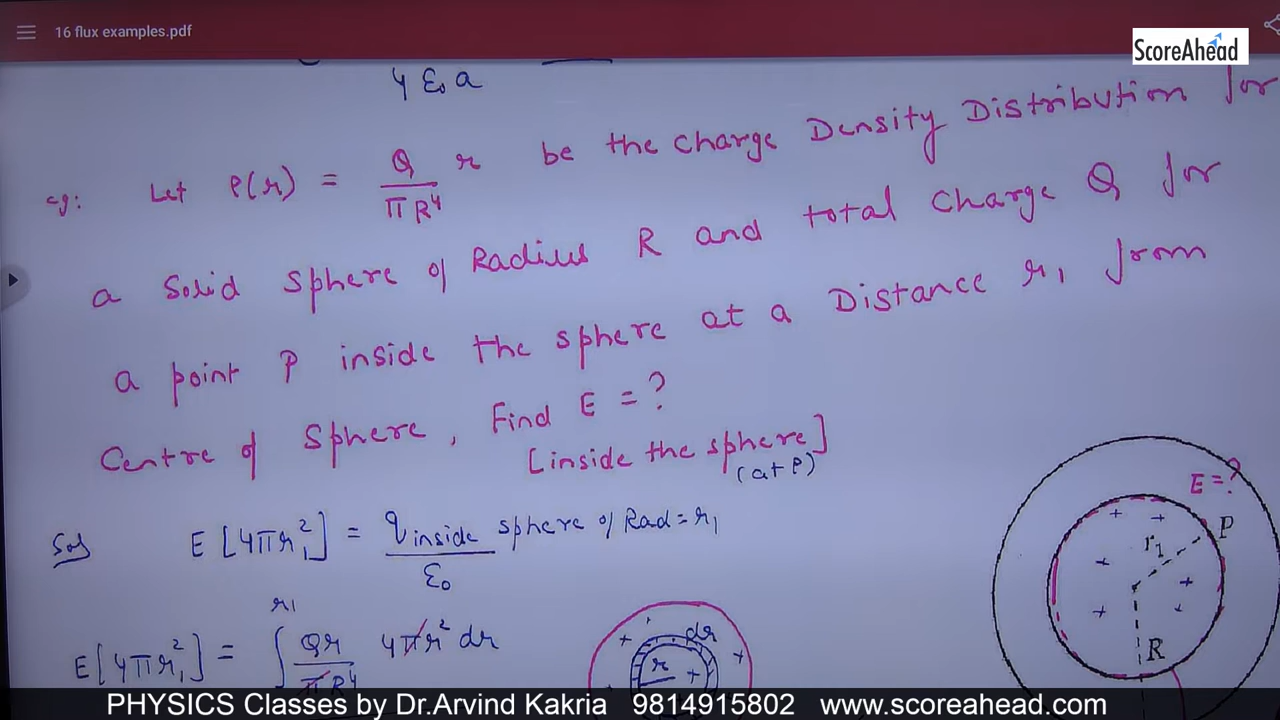 16 flux examples.pdf
ScoreAhead
4 ε₀ a
eg: Let ρ(r) = Q/πR⁴ r be the charge Density Distribution for
a solid sphere of Radius R and total charge Q for
a point P inside the sphere at a Distance r₁ from
Centre of Sphere, Find E = ?
[inside the sphere]
(at P)
E = ?
Sol E [4πr₁²] = q inside sphere of Rad = r₁ / ε₀
P
r₁
E[4πr₁²] = ∫ r₁ Qr/πR⁴ 4πr² dr
dr
r
R
PHYSICS Classes by Dr.Arvind Kakria 9814915802 www.scoreahead.com